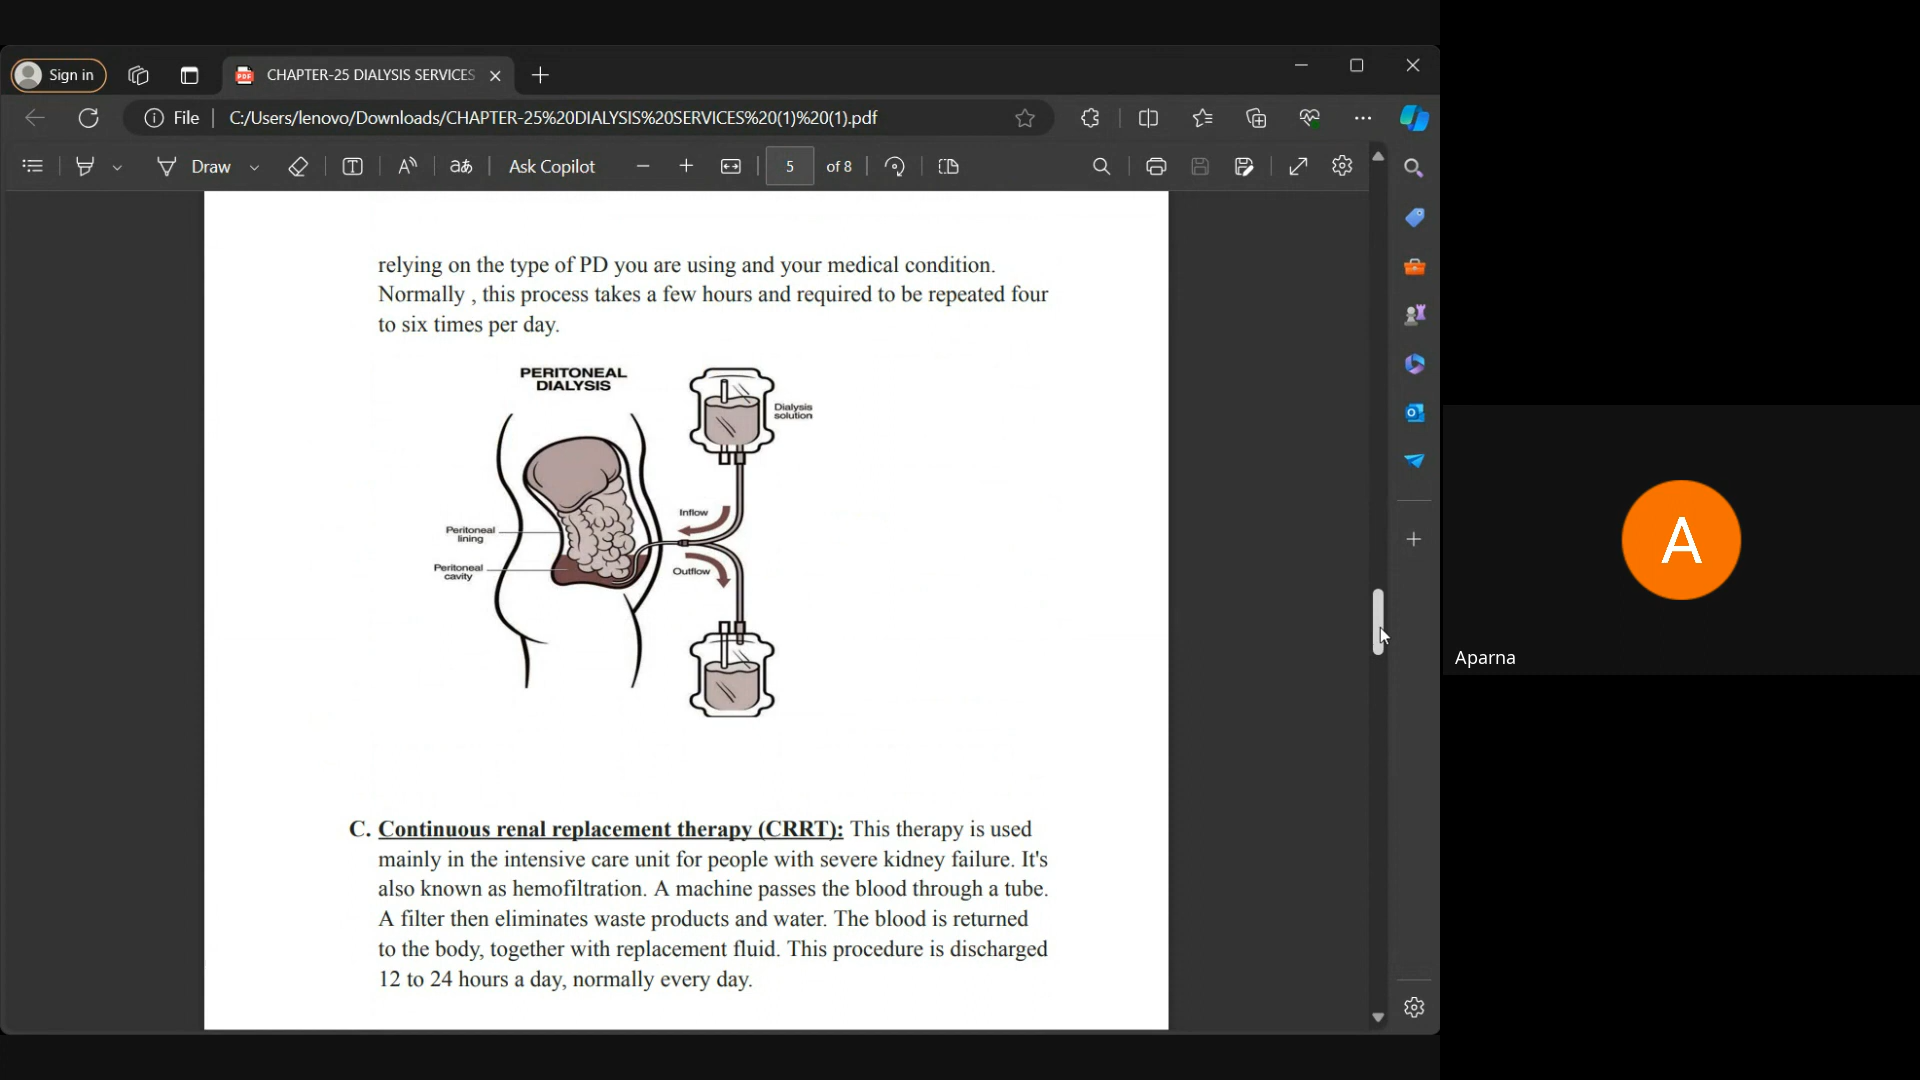 Sign in
CHAPTER-25 DIALYSIS SERVICES
File
C:/Users/lenovo/Downloads/CHAPTER-25%20DIALYSIS%20SERVICES%20(1)%20(1).pdf
Draw
aあ
Ask Copilot
5
of 8
relying on the type of PD you are using and your medical condition.
Normally , this process takes a few hours and required to be repeated four
to six times per day.
PERITONEAL
DIALYSIS
Dialysis
solution
Inflow
Peritoneal
lining
Peritoneal
cavity
Outflow
C. Continuous renal replacement therapy (CRRT): This therapy is used
mainly in the intensive care unit for people with severe kidney failure. It's
also known as hemofiltration. A machine passes the blood through a tube.
A filter then eliminates waste products and water. The blood is returned
to the body, together with replacement fluid. This procedure is discharged
12 to 24 hours a day, normally every day.
A
Aparna